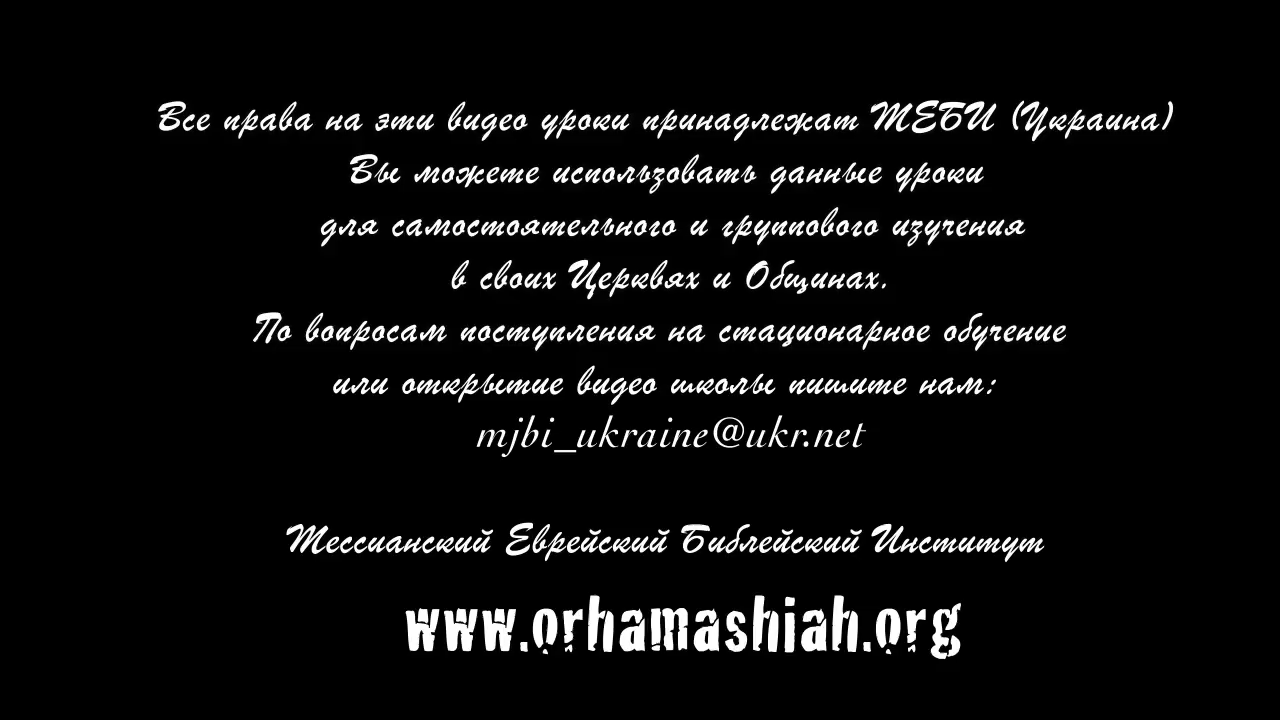 Все права на эти видео уроки принадлежат МЕБИ (Украина)
Вы можете использовать данные уроки
для самостоятельного и группового изучения
в своих Церквях и Общинах.
По вопросам поступления на стационарное обучение
или открытие видео школы пишите нам:
mjbi_ukraine@ukr.net
Мессианский Еврейский Библейский Институт
www.orhamashiah.org